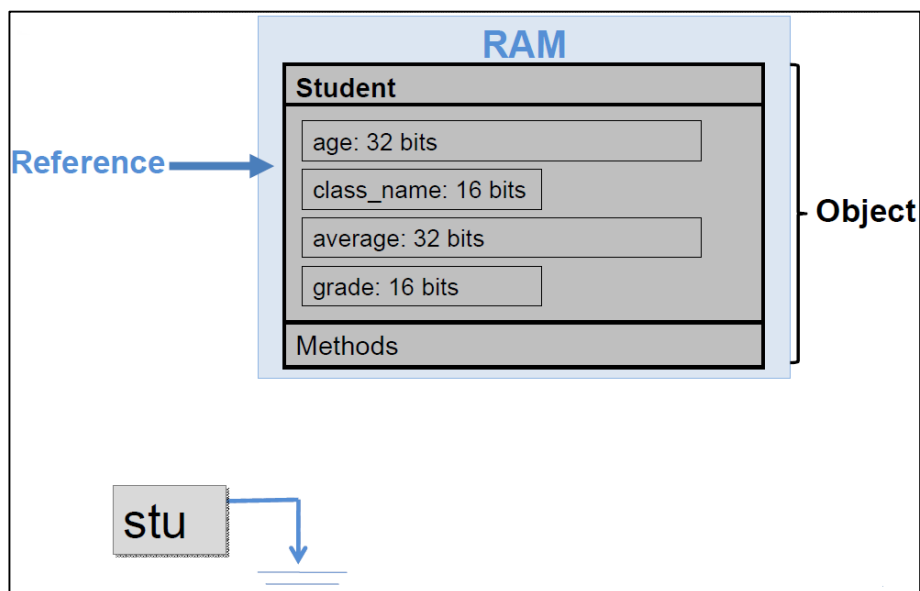 RAM
Student
age: 32 bits
Reference
class_name: 16 bits
average: 32 bits
Object
grade: 16 bits
Methods
stu